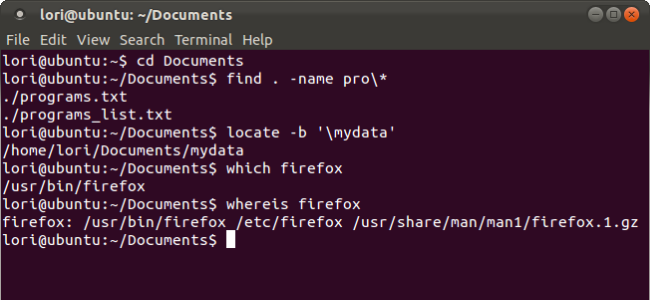 lori@ubuntu: ~/Documents
File Edit View Search Terminal Help
lori@ubuntu:~$ cd Documents
lori@ubuntu:~/Documents$ find . -name pro\*
./programs.txt
./programs_list.txt
lori@ubuntu:~/Documents$ locate -b '\mydata'
/home/lori/Documents/mydata
lori@ubuntu:~/Documents$ which firefox
/usr/bin/firefox
lori@ubuntu:~/Documents$ whereis firefox
firefox: /usr/bin/firefox /etc/firefox /usr/share/man/man1/firefox.1.gz
lori@ubuntu:~/Documents$